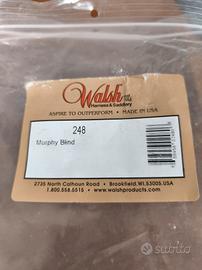 Walsh
Harness & Saddlery
ASPIRE TO OUTPERFORM • MADE IN USA
248
Murphy Blind
2735 North Calhoun Road • Brookfield, WI. 53005. USA
1.800.558.5515 • www.walshproducts.com
subito